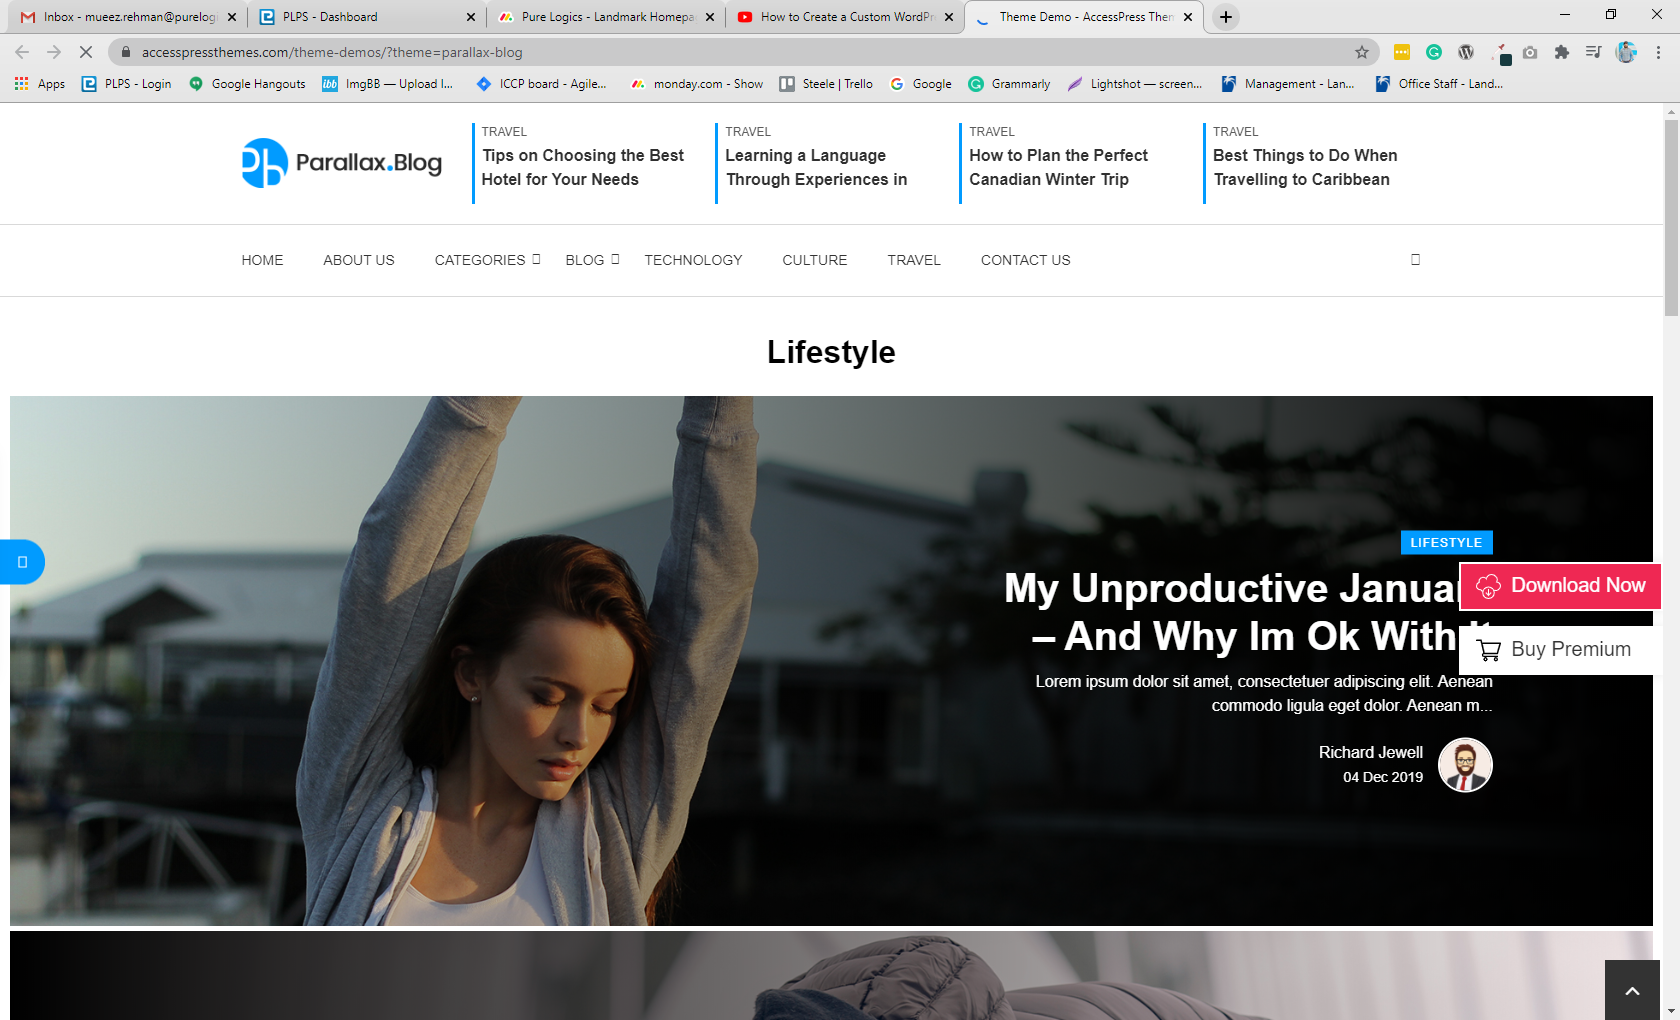 Inbox - mueez.rehman@purelogi
PLPS - Dashboard
Pure Logics - Landmark Homepa
How to Create a Custom WordPr
Theme Demo - AccessPress Them
accesspressthemes.com/theme-demos/?theme=parallax-blog
Apps
PLPS - Login
Google Hangouts
ibb
ImgBB — Upload I...
ICCP board - Agile...
monday.com - Show
Steele | Trello
Google
Grammarly
Lightshot — screen...
Management - Lan...
Office Staff - Land...
Parallax.Blog
TRAVEL
Tips on Choosing the Best
Hotel for Your Needs
TRAVEL
Learning a Language
Through Experiences in
TRAVEL
How to Plan the Perfect
Canadian Winter Trip
TRAVEL
Best Things to Do When
Travelling to Caribbean
HOME
ABOUT US
CATEGORIES
BLOG
TECHNOLOGY
CULTURE
TRAVEL
CONTACT US
Lifestyle
LIFESTYLE
My Unproductive Januar
– And Why Im Ok With It
Download Now
Buy Premium
Lorem ipsum dolor sit amet, consectetuer adipiscing elit. Aenean
commodo ligula eget dolor. Aenean m...
Richard Jewell
04 Dec 2019